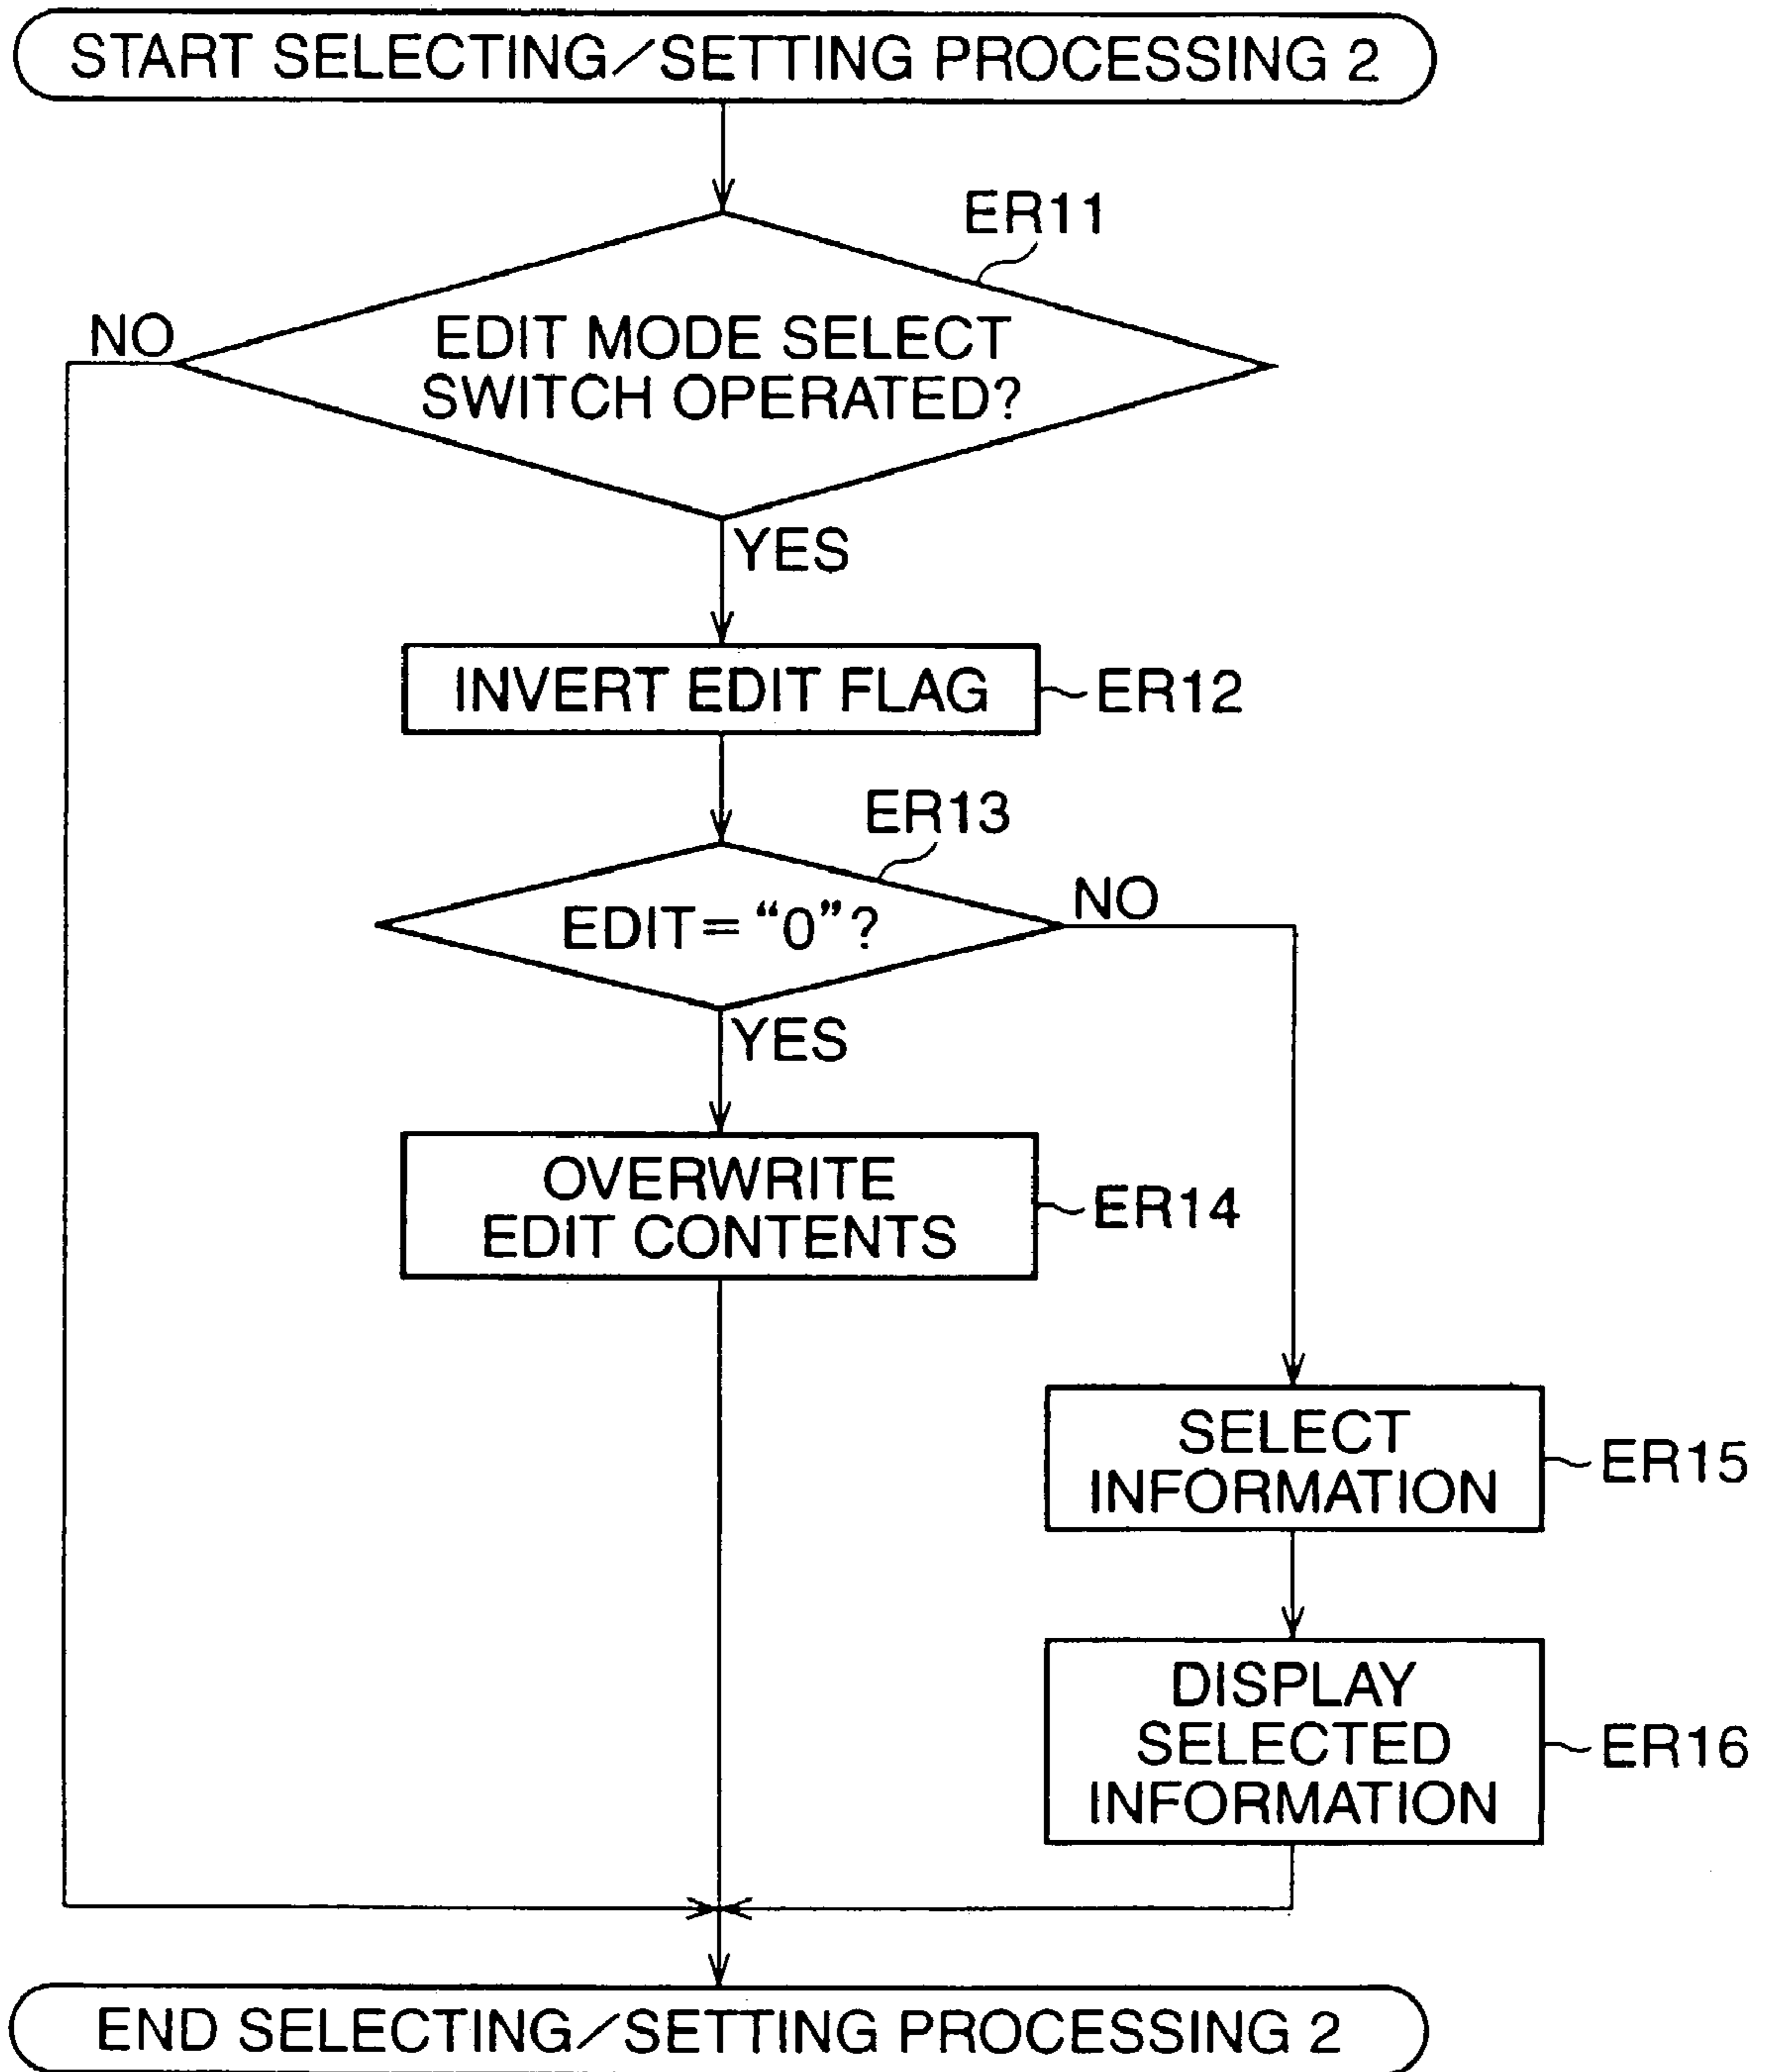 START SELECTING/SETTING PROCESSING 2
ER11
NO
EDIT MODE SELECT
SWITCH OPERATED?
YES
INVERT EDIT FLAG
ER12
ER13
EDIT="0"?
NO
YES
OVERWRITE
EDIT CONTENTS
ER14
SELECT
INFORMATION
ER15
DISPLAY
SELECTED
INFORMATION
ER16
END SELECTING/SETTING PROCESSING 2